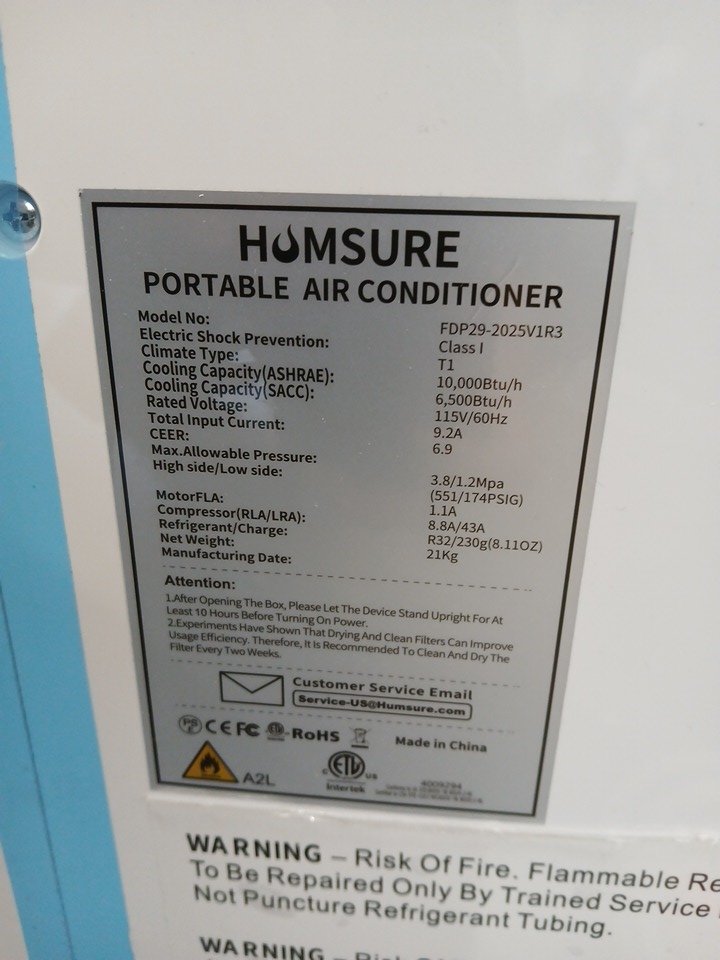 HUMSURE
PORTABLE AIR CONDITIONER
Model No: FDP29-2025V1R3
Electric Shock Prevention: Class I
Climate Type: T1
Cooling Capacity(ASHRAE): 10,000Btu/h
Cooling Capacity(SACC): 6,500Btu/h
Rated Voltage: 115V/60Hz
Total Input Current: 9.2A
CEER: 6.9
Max.Allowable Pressure:
High side/Low side: 3.8/1.2Mpa
(551/174PSIG)
MotorFLA: 1.1A
Compressor(RLA/LRA): 8.8A/43A
Refrigerant/Charge: R32/230g(8.11OZ)
Net Weight: 21Kg
Manufacturing Date:
Attention:
1.After Opening The Box, Please Let The Device Stand Upright For At
Least 10 Hours Before Turning On Power.
2.Experiments Have Shown That Drying And Clean Filters Can Improve
Usage Efficiency. Therefore, It Is Recommended To Clean And Dry The
Filter Every Two Weeks.
Customer Service Email
Service-US@Humsure.com
PS E CE FC ETL RoHS Made in China
A2L
C ETL US
Intertek
4009294
WARNING – Risk Of Fire. Flammable Re
To Be Repaired Only By Trained Service
Not Puncture Refrigerant Tubing.
WARNING